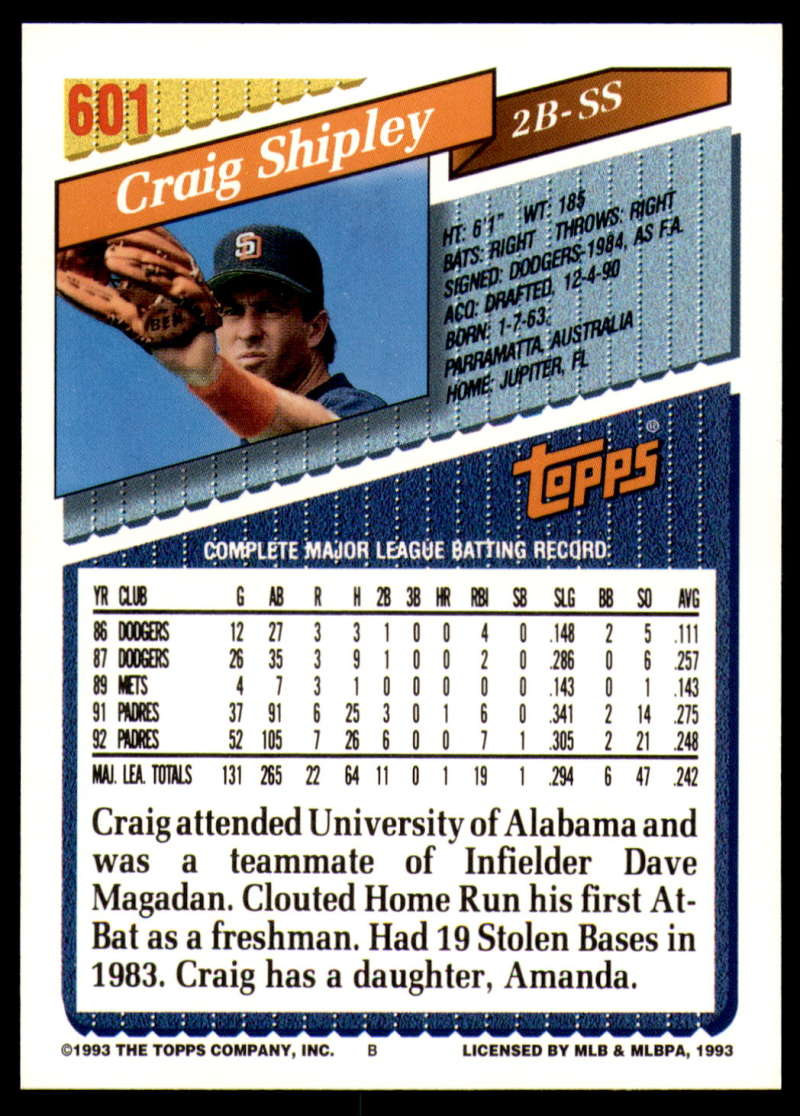 601
Craig Shipley
2B-SS
SD
HT: 6'1" WT: 185
BATS: RIGHT THROWS: RIGHT
SIGNED: DODGERS-1984, AS F.A.
ACQ: DRAFTED, 12-4-90
BORN: 1-7-63,
PARRAMATTA, AUSTRALIA
HOME: JUPITER, FL
TOPPS®
COMPLETE MAJOR LEAGUE BATTING RECORD
YR CLUB G AB R H 2B 3B HR RBI SB SLG BB SO AVG
86 DODGERS 12 27 3 3 1 0 0 4 0 .148 2 5 .111
87 DODGERS 26 35 3 9 1 0 0 2 0 .286 0 6 .257
89 METS 4 7 3 1 0 0 0 0 0 .143 0 1 .143
91 PADRES 37 91 6 25 3 0 1 6 0 .341 2 14 .275
92 PADRES 52 105 7 26 6 0 0 7 1 .305 2 21 .248
MAJ. LEA. TOTALS 131 265 22 64 11 0 1 19 1 .294 6 47 .242
Craig attended University of Alabama and
was a teammate of Infielder Dave
Magadan. Clouted Home Run his first At-
Bat as a freshman. Had 19 Stolen Bases in
1983. Craig has a daughter, Amanda.
©1993 THE TOPPS COMPANY, INC. B LICENSED BY MLB & MLBPA, 1993